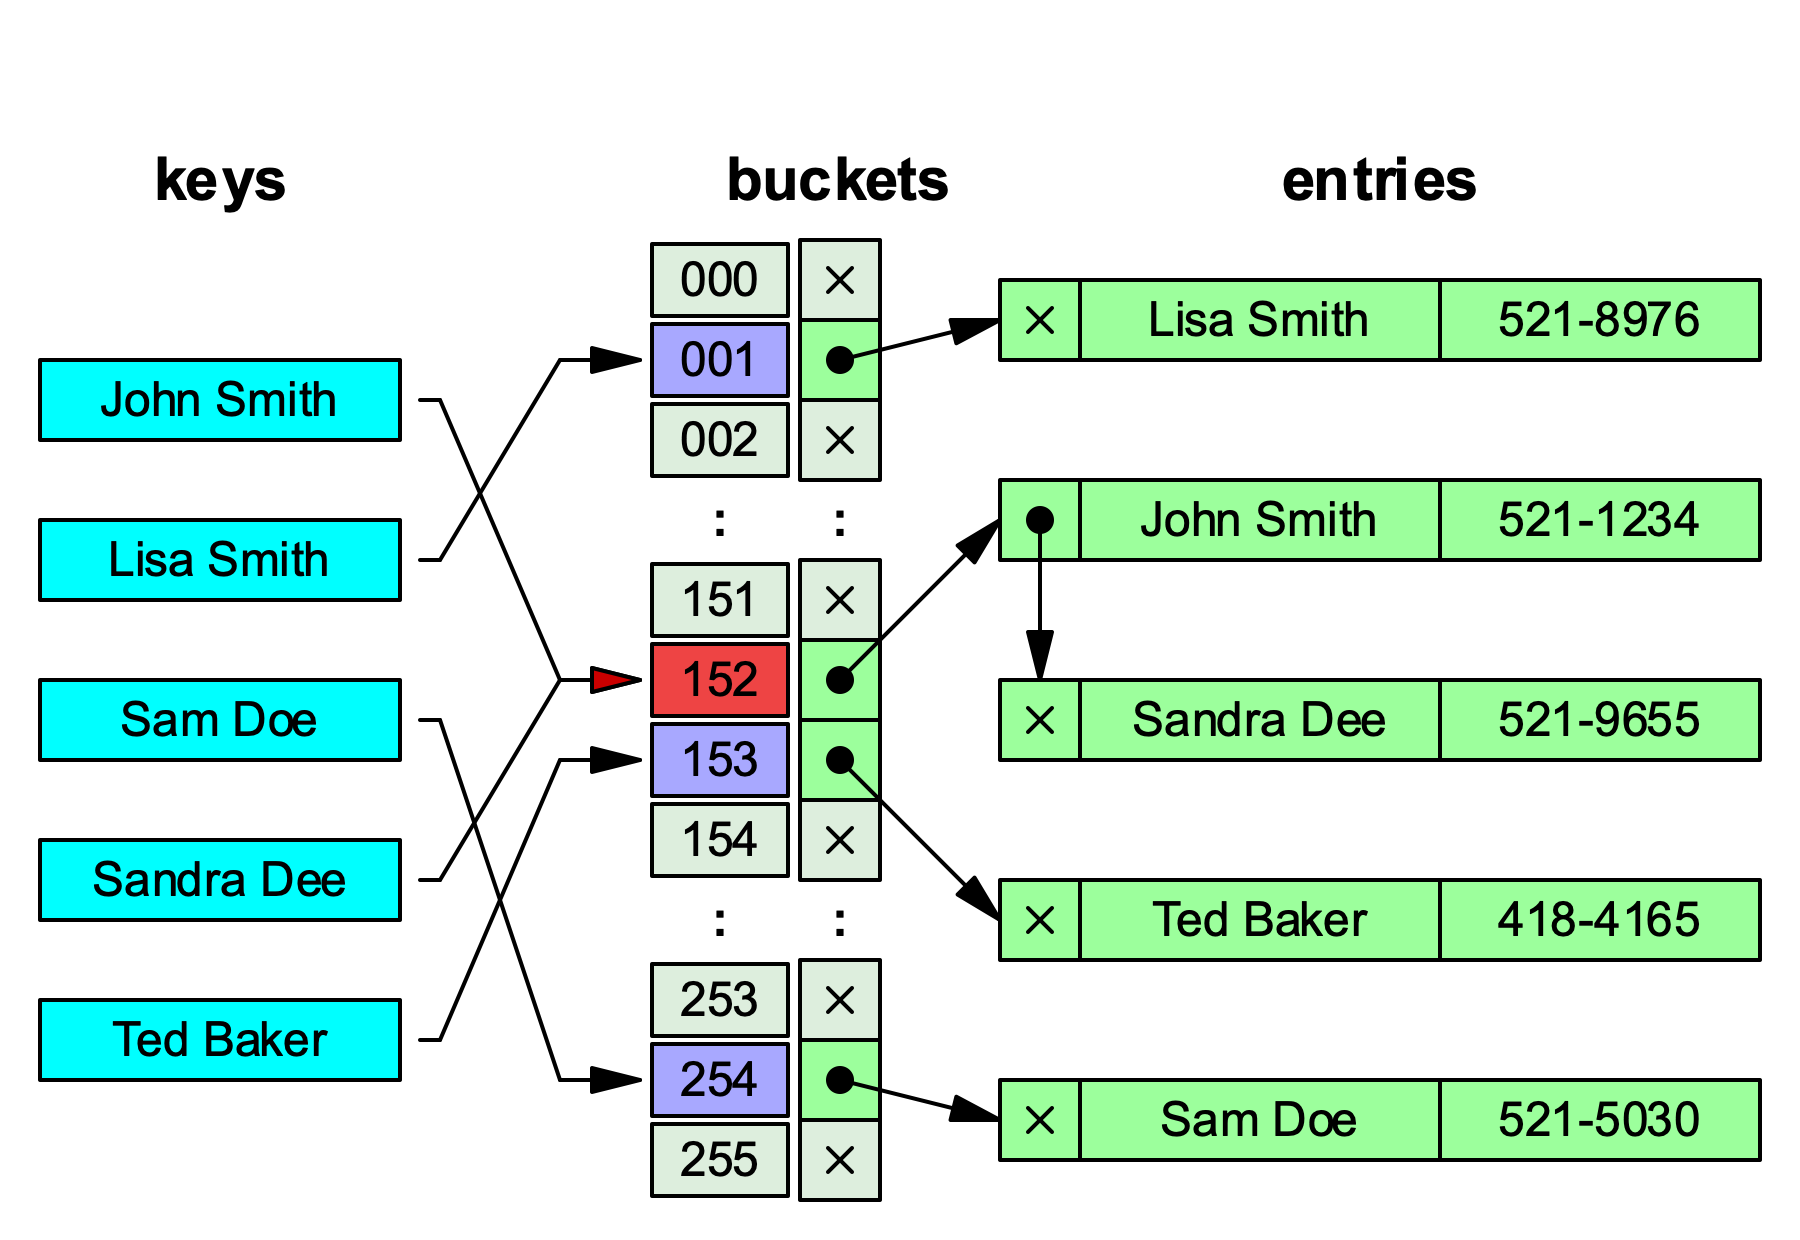 keys
buckets
entries
John Smith
Lisa Smith
Sam Doe
Sandra Dee
Ted Baker
000
001
002
: :
151
152
153
154
: :
253
254
255
Lisa Smith 521-8976
John Smith 521-1234
Sandra Dee 521-9655
Ted Baker 418-4165
Sam Doe 521-5030